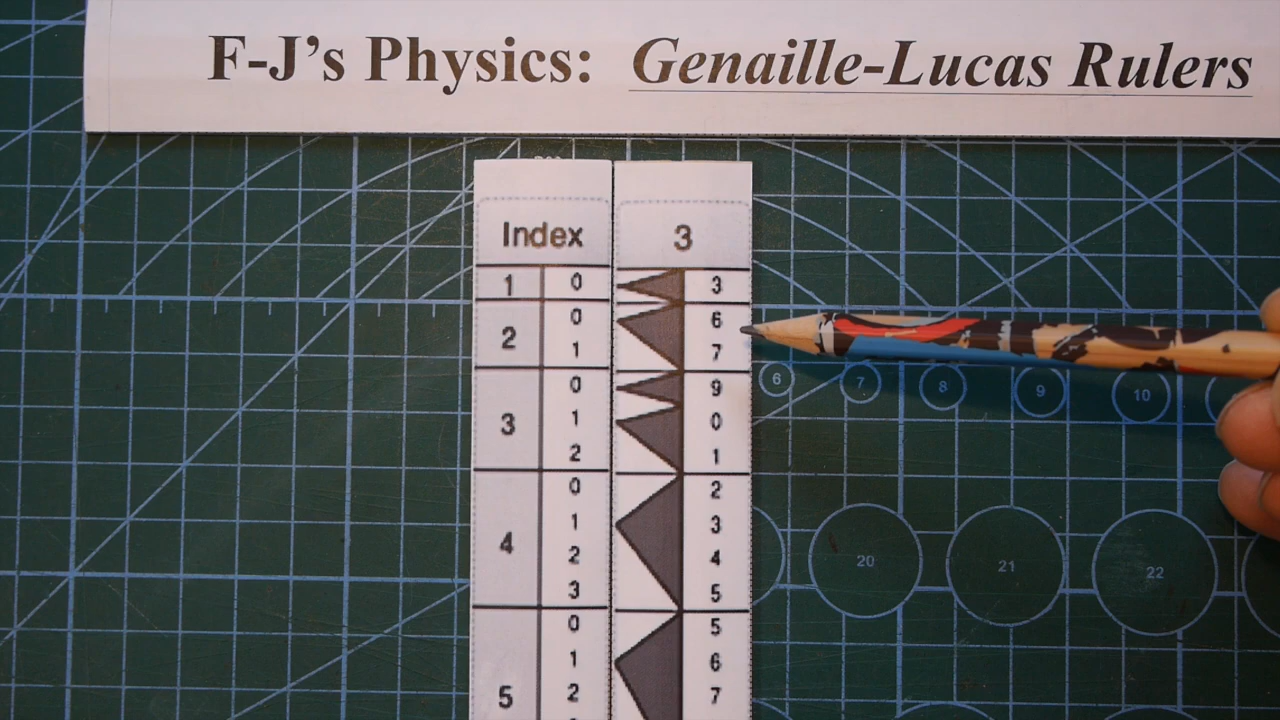 F-J's Physics: Genaille-Lucas Rulers
Index 3
1 0 3
2 0 6
1 7
3 0 9
1 0
2 1
4 0 2
1 3
2 4
3 5
5 0 5
1 6
2 7
6 7 8 9 10
20 21 22